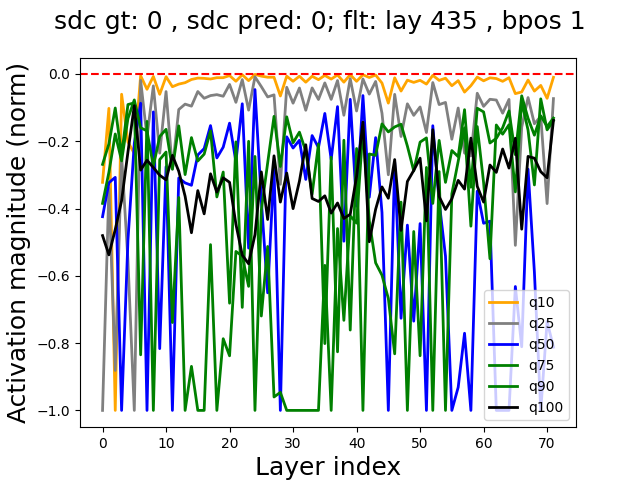 sdc gt: 0 , sdc pred: 0; flt: lay 435 , bpos 1
Activation magnitude (norm)
0.0
−0.2
−0.4
−0.6
−0.8
−1.0
q10
q25
q50
q75
q90
q100
0 10 20 30 40 50 60 70
Layer index